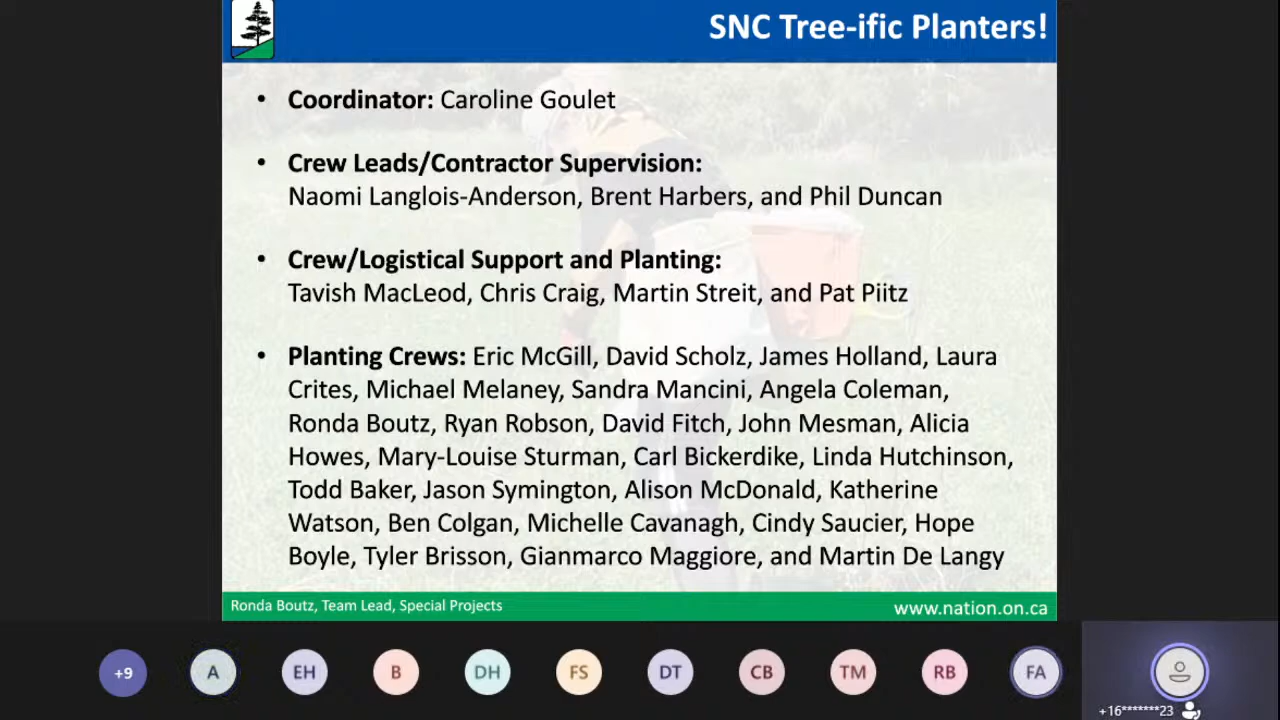 SNC Tree-ific Planters!
• Coordinator: Caroline Goulet
• Crew Leads/Contractor Supervision:
Naomi Langlois-Anderson, Brent Harbers, and Phil Duncan
• Crew/Logistical Support and Planting:
Tavish MacLeod, Chris Craig, Martin Streit, and Pat Piitz
• Planting Crews: Eric McGill, David Scholz, James Holland, Laura
Crites, Michael Melaney, Sandra Mancini, Angela Coleman,
Ronda Boutz, Ryan Robson, David Fitch, John Mesman, Alicia
Howes, Mary-Louise Sturman, Carl Bickerdike, Linda Hutchinson,
Todd Baker, Jason Symington, Alison McDonald, Katherine
Watson, Ben Colgan, Michelle Cavanagh, Cindy Saucier, Hope
Boyle, Tyler Brisson, Gianmarco Maggiore, and Martin De Langy
Ronda Boutz, Team Lead, Special Projects
www.nation.on.ca
+9
A
EH
B
DH
FS
DT
CB
TM
RB
FA
+16*******23